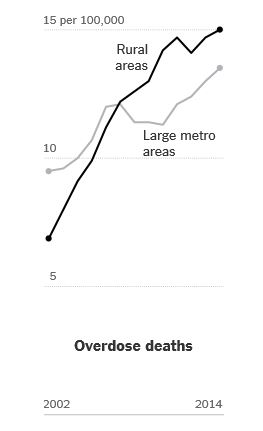 15 per 100,000
Rural
areas
10
Large metro
areas
5
Overdose deaths
2002
2014